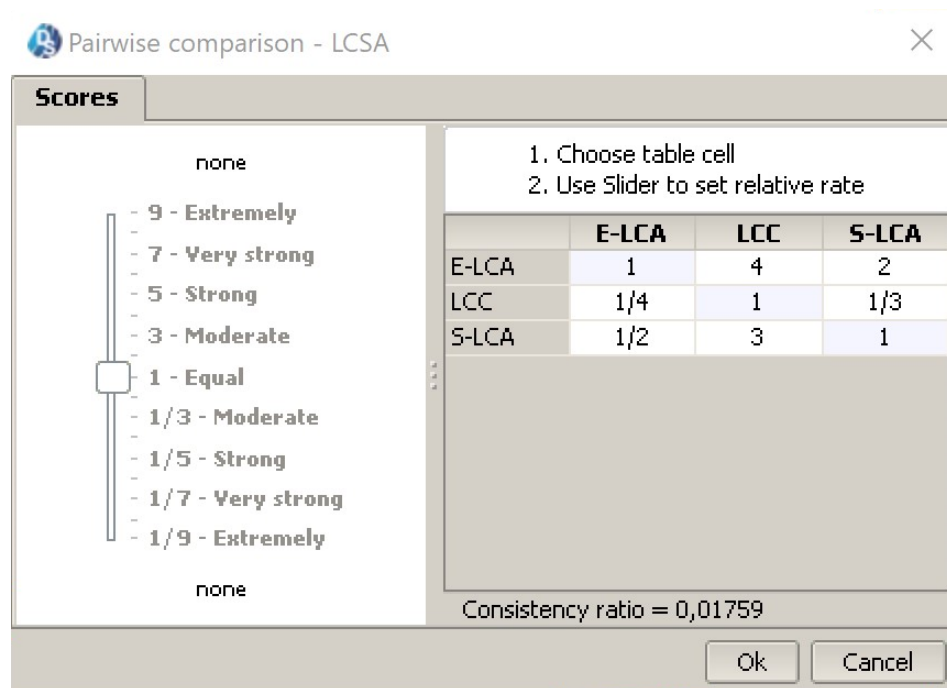 Pairwise comparison - LCSA
Scores
none
9 - Extremely
7 - Very strong
5 - Strong
3 - Moderate
1 - Equal
1/3 - Moderate
1/5 - Strong
1/7 - Very strong
1/9 - Extremely
none
1. Choose table cell
2. Use Slider to set relative rate
E-LCA LCC S-LCA
E-LCA 1 4 2
LCC 1/4 1 1/3
S-LCA 1/2 3 1
Consistency ratio = 0,01759
Ok Cancel